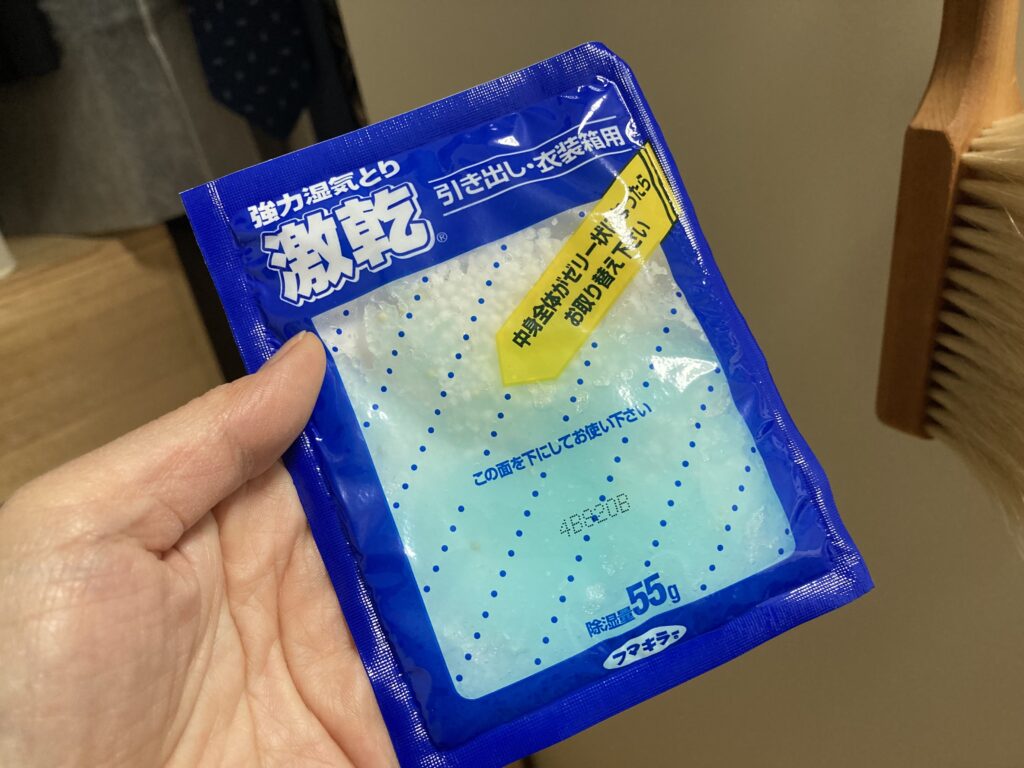 強力湿気とり
激乾®
引き出し・衣装箱用
中身全体がゼリー状になったら
お取り替え下さい
この面を下にしてお使い下さい
4B820B
除湿量55g
フマキラー